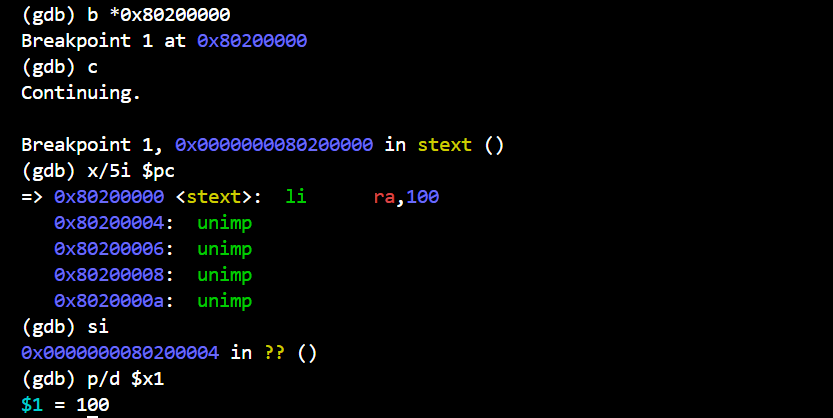 (gdb) b *0x80200000
Breakpoint 1 at 0x80200000
(gdb) c
Continuing.

Breakpoint 1, 0x0000000080200000 in stext ()
(gdb) x/5i $pc
=> 0x80200000 <stext>:  li      ra,100
   0x80200004:  unimp
   0x80200006:  unimp
   0x80200008:  unimp
   0x8020000a:  unimp
(gdb) si
0x0000000080200004 in ?? ()
(gdb) p/d $x1
$1 = 100